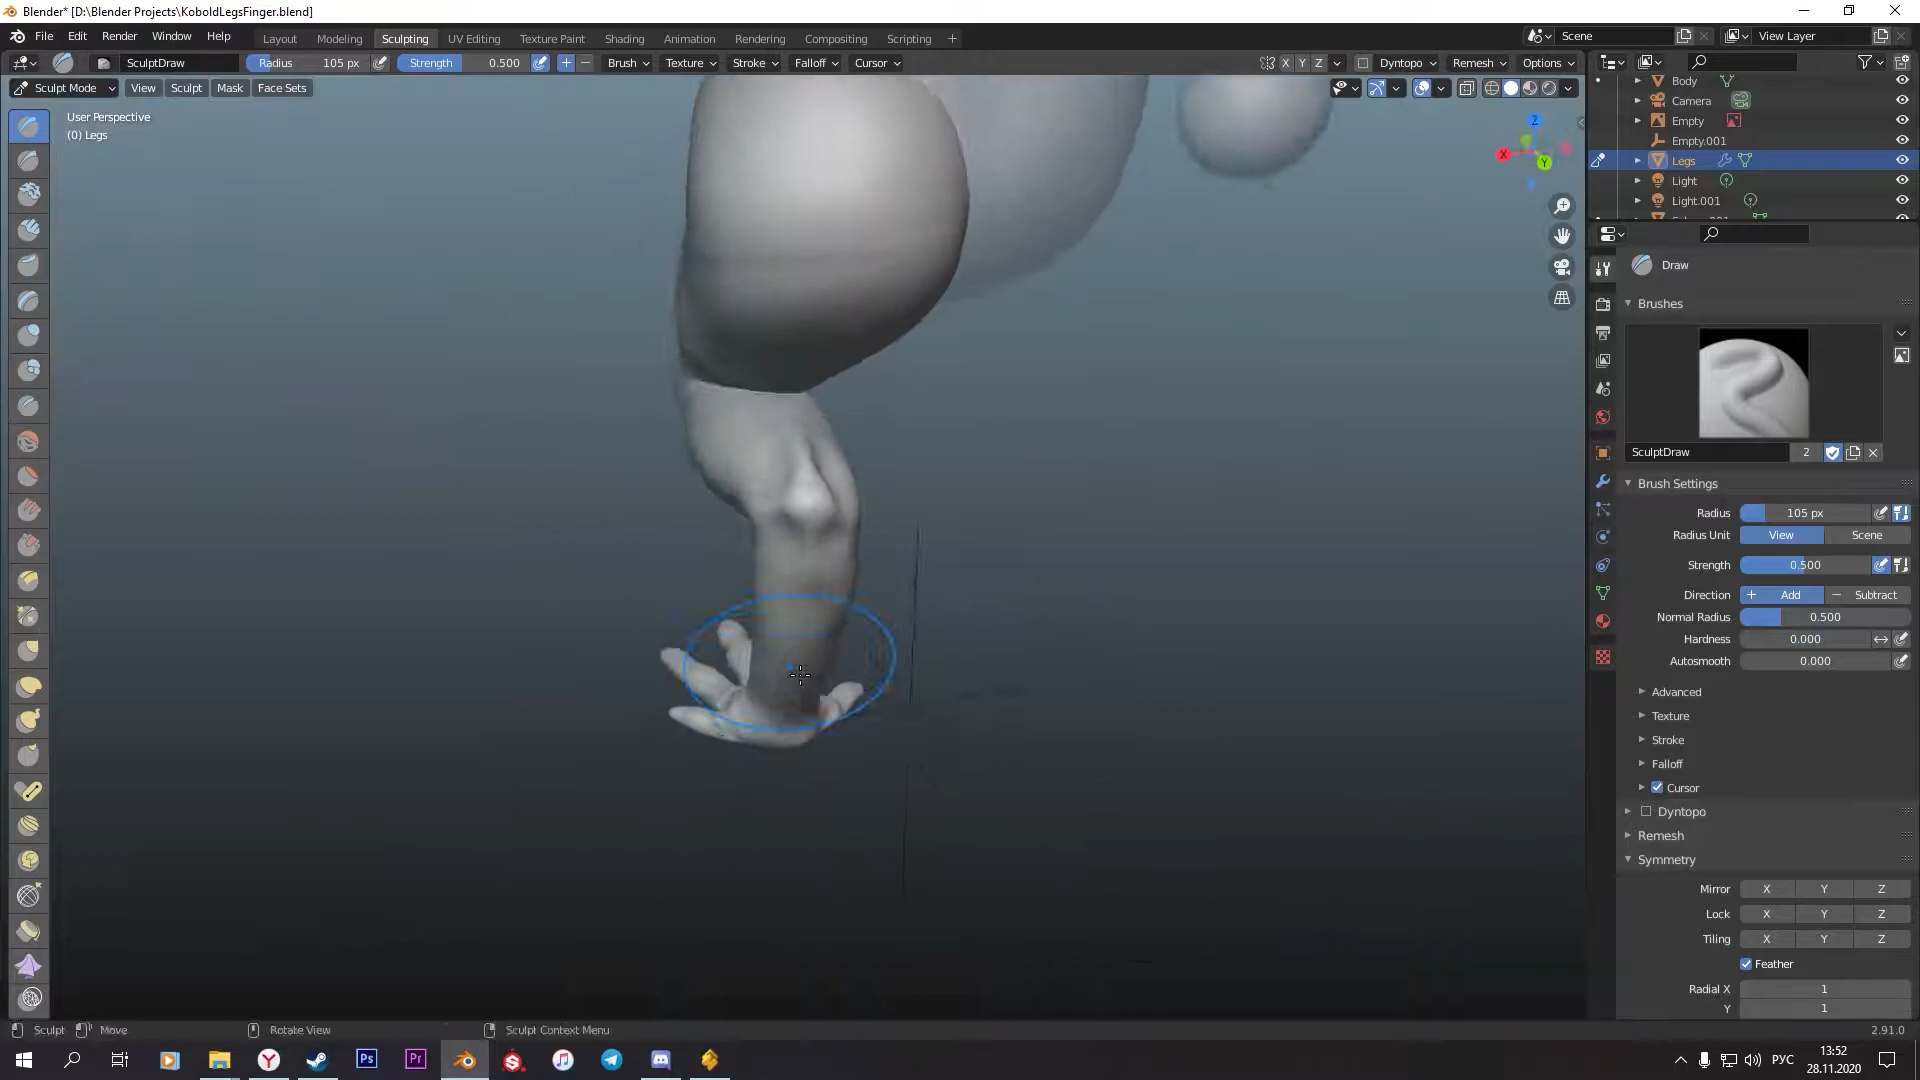 Blender* [D:\Blender Projects\KoboldLegsFinger.blend]
File Edit Render Window Help
Layout Modeling Sculpting UV Editing Texture Paint Shading Animation Rendering Compositing Scripting +
Scene View Layer
SculptDraw Radius 105 px Strength 0.500 + − Brush Texture Stroke Falloff Cursor X Y Z Dyntopo Remesh Options
Sculpt Mode View Sculpt Mask Face Sets
User Perspective
(0) Legs
Z
X
Y
Body
Camera
Empty
Empty.001
Legs
Light
Light.001
Draw
Brushes
SculptDraw 2
Brush Settings
Radius 105 px
Radius Unit View Scene
Strength 0.500
Direction + Add − Subtract
Normal Radius 0.500
Hardness 0.000
Autosmooth 0.000
Advanced
Texture
Stroke
Falloff
Cursor
Dyntopo
Remesh
Symmetry
Mirror X Y Z
Lock X Y Z
Tiling X Y Z
Feather
Radial X 1
Y 1
Sculpt Move Rotate View Sculpt Context Menu 2.91.0
Ps Pr РУС 13:52
28.11.2020